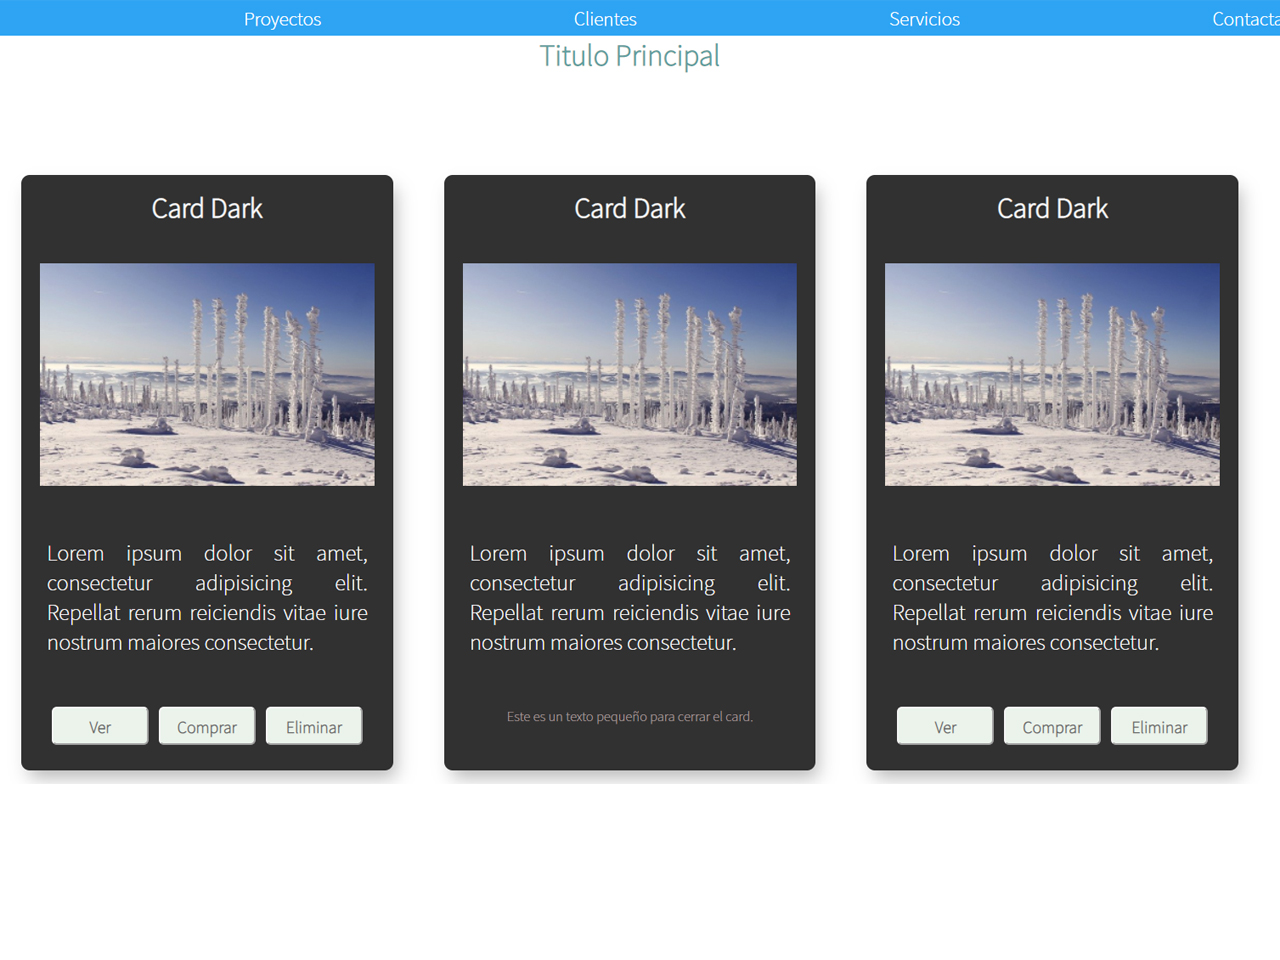 Proyectos Clientes Servicios Contacta
Titulo Principal
Card Dark
Lorem ipsum dolor sit amet,
consectetur adipisicing elit.
Repellat rerum reiciendis vitae iure
nostrum maiores consectetur.
Ver Comprar Eliminar
Card Dark
Lorem ipsum dolor sit amet,
consectetur adipisicing elit.
Repellat rerum reiciendis vitae iure
nostrum maiores consectetur.
Este es un texto pequeño para cerrar el card.
Card Dark
Lorem ipsum dolor sit amet,
consectetur adipisicing elit.
Repellat rerum reiciendis vitae iure
nostrum maiores consectetur.
Ver Comprar Eliminar